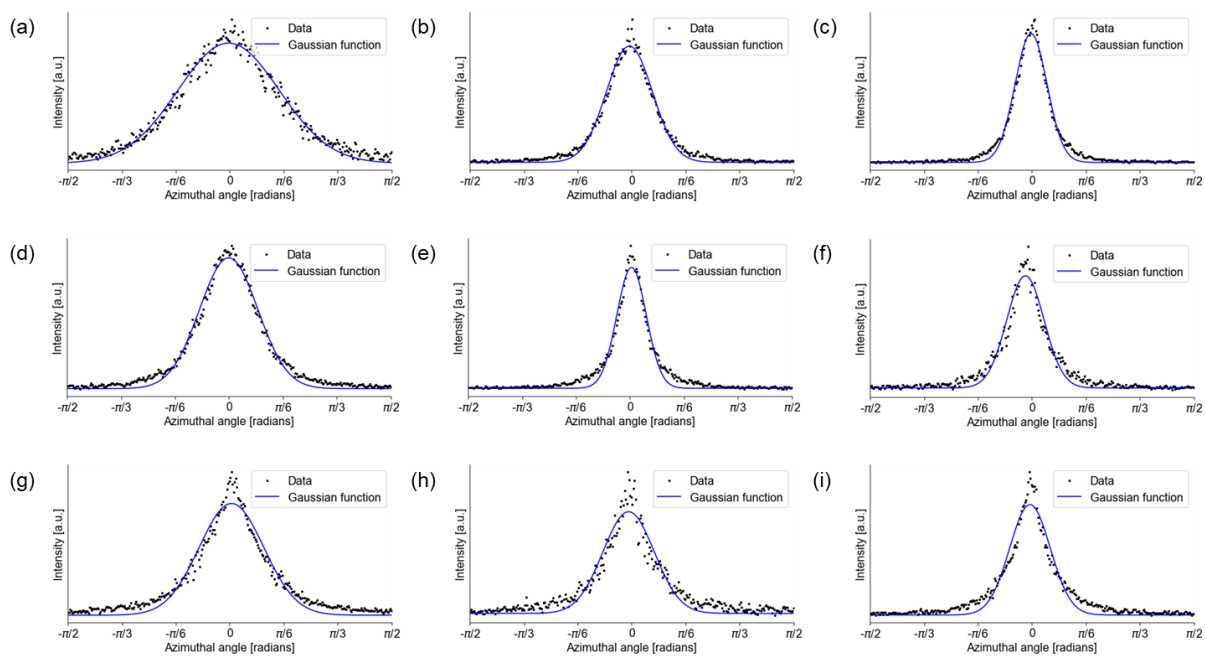 (a)
Data
Gaussian function
Intensity [a.u.]
-π/2 -π/3 -π/6 0 π/6 π/3 π/2
Azimuthal angle [radians]
(b)
Data
Gaussian function
Intensity [a.u.]
-π/2 -π/3 -π/6 0 π/6 π/3 π/2
Azimuthal angle [radians]
(c)
Data
Gaussian function
Intensity [a.u.]
-π/2 -π/3 -π/6 0 π/6 π/3 π/2
Azimuthal angle [radians]
(d)
Data
Gaussian function
Intensity [a.u.]
-π/2 -π/3 -π/6 0 π/6 π/3 π/2
Azimuthal angle [radians]
(e)
Data
Gaussian function
Intensity [a.u.]
-π/2 -π/3 -π/6 0 π/6 π/3 π/2
Azimuthal angle [radians]
(f)
Data
Gaussian function
Intensity [a.u.]
-π/2 -π/3 -π/6 0 π/6 π/3 π/2
Azimuthal angle [radians]
(g)
Data
Gaussian function
Intensity [a.u.]
-π/2 -π/3 -π/6 0 π/6 π/3 π/2
Azimuthal angle [radians]
(h)
Data
Gaussian function
Intensity [a.u.]
-π/2 -π/3 -π/6 0 π/6 π/3 π/2
Azimuthal angle [radians]
(i)
Data
Gaussian function
Intensity [a.u.]
-π/2 -π/3 -π/6 0 π/6 π/3 π/2
Azimuthal angle [radians]